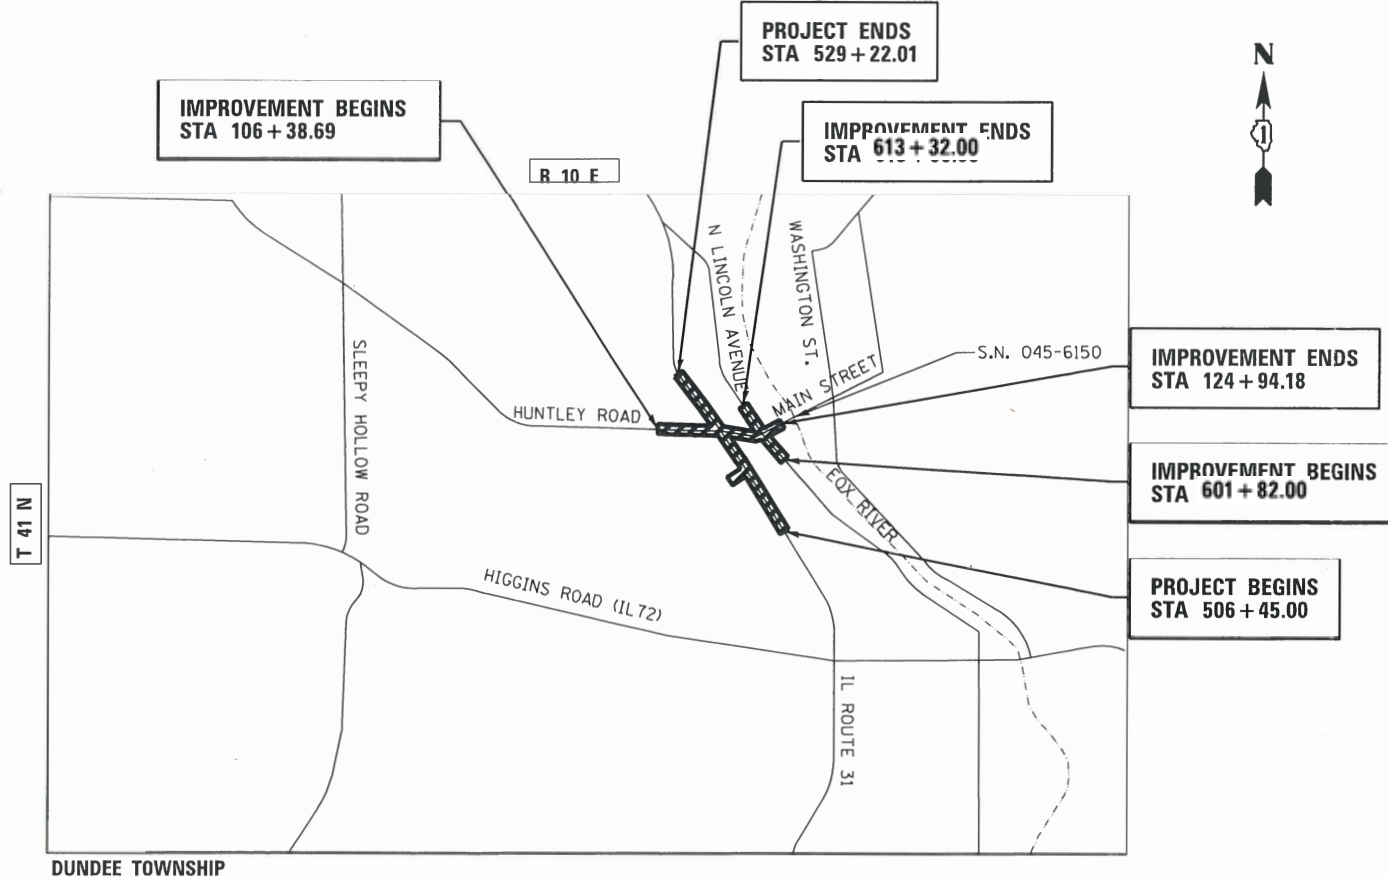 PROJECT ENDS
STA 529+22.01
IMPROVEMENT BEGINS
STA 106+38.69
IMPROVEMENT ENDS
STA 613+32.00
N
1
R 10 E
N LINCOLN AVENUE
WASHINGTON ST.
SLEEPY HOLLOW ROAD
S.N. 045-6150
MAIN STREET
IMPROVEMENT ENDS
STA 124+94.18
HUNTLEY ROAD
IMPROVEMENT BEGINS
STA 601+82.00
FOX RIVER
T 41 N
HIGGINS ROAD (IL72)
PROJECT BEGINS
STA 506+45.00
IL ROUTE 31
DUNDEE TOWNSHIP